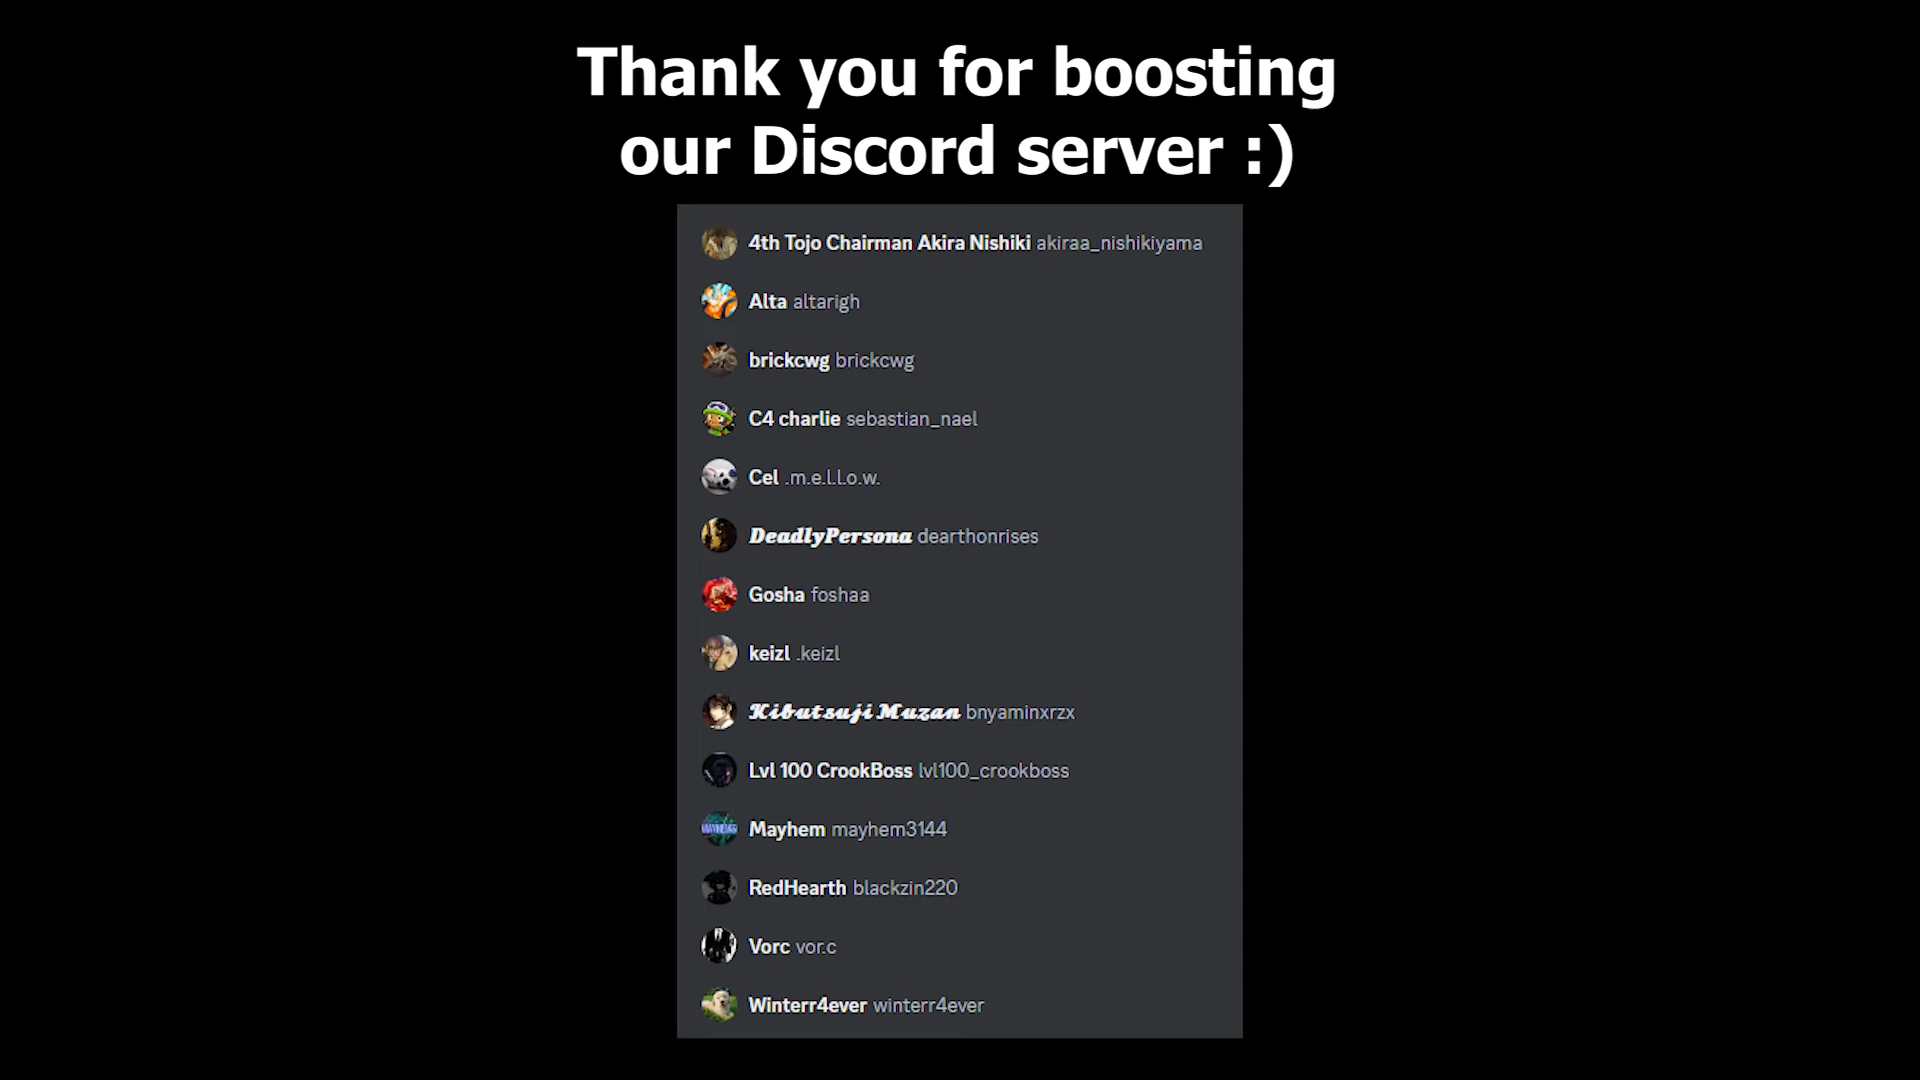 Thank you for boosting
our Discord server :)
4th Tojo Chairman Akira Nishiki akiraa_nishikiyama
Alta altarigh
brickcwg brickcwg
C4 charlie sebastian_nael
Cel .m.e.l.l.o.w.
DeadlyPersona dearthonrises
Gosha foshaa
keizl .keizl
𝓚𝓲𝓫𝓾𝓽𝓼𝓾𝓳𝓲 𝓜𝓾𝔃𝓪𝓷 bnyaminxrzx
Lvl 100 CrookBoss lvl100_crookboss
MAYHEM
Mayhem mayhem3144
RedHearth blackzin220
Vorc vor.c
Winterr4ever winterr4ever